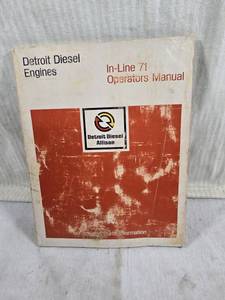 Detroit Diesel
Engines
In-Line 71
Operators Manual
Detroit Diesel
Allison